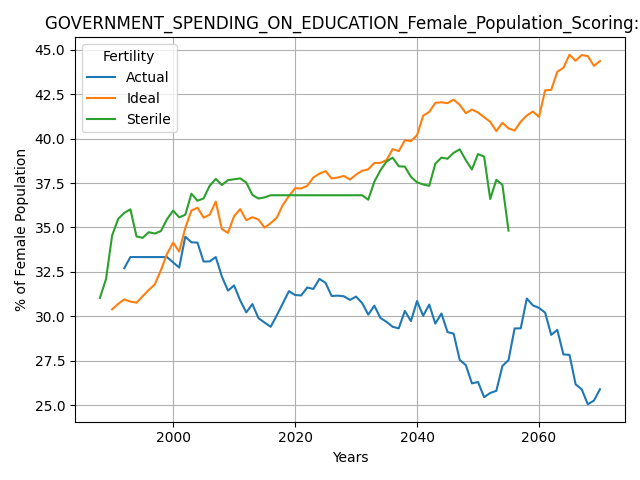 GOVERNMENT_SPENDING_ON_EDUCATION_Female_Population_Scoring:
45.0
42.5
40.0
37.5
35.0
32.5
30.0
27.5
25.0
% of Female Population
Fertility
Actual
Ideal
Sterile
2000 2020 2040 2060
Years